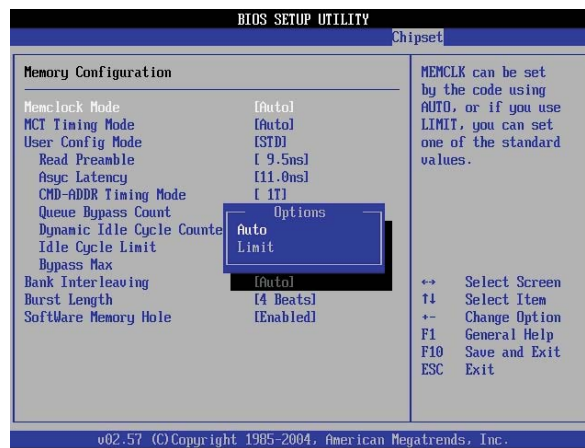 BIOS SETUP UTILITY
Chipset
Memory Configuration
Memclock Mode [Auto]
MCT Timing Mode [Auto]
User Config Mode [STD]
Read Preamble [ 9.5ns]
Asyc Latency [11.0ns]
CMD-ADDR Timing Mode [ 1T]
Queue Bypass Count
Dynamic Idle Cycle Counte
Idle Cycle Limit
Bypass Max
Bank Interleaving [Auto]
Burst Length [4 Beats]
SoftWare Memory Hole [Enabled]
Options
Auto
Limit
MEMCLK can be set
by the code using
AUTO, or if you use
LIMIT, you can set
one of the standard
values.
↔ Select Screen
↑↓ Select Item
+- Change Option
F1 General Help
F10 Save and Exit
ESC Exit
v02.57 (C)Copyright 1985-2004, American Megatrends, Inc.